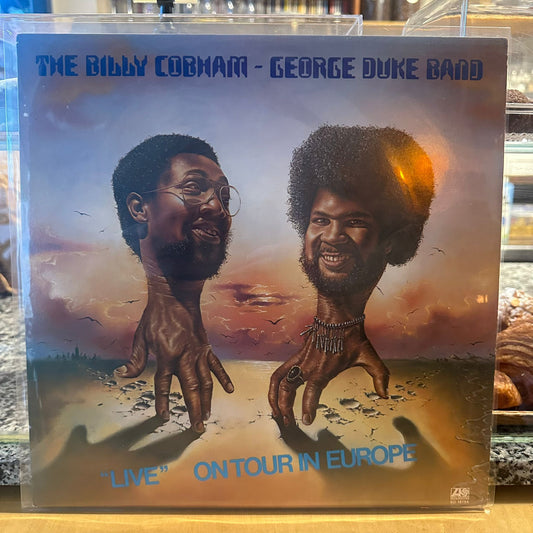 THE BILLY COBHAM - GEORGE DUKE BAND
"LIVE" ON TOUR IN EUROPE